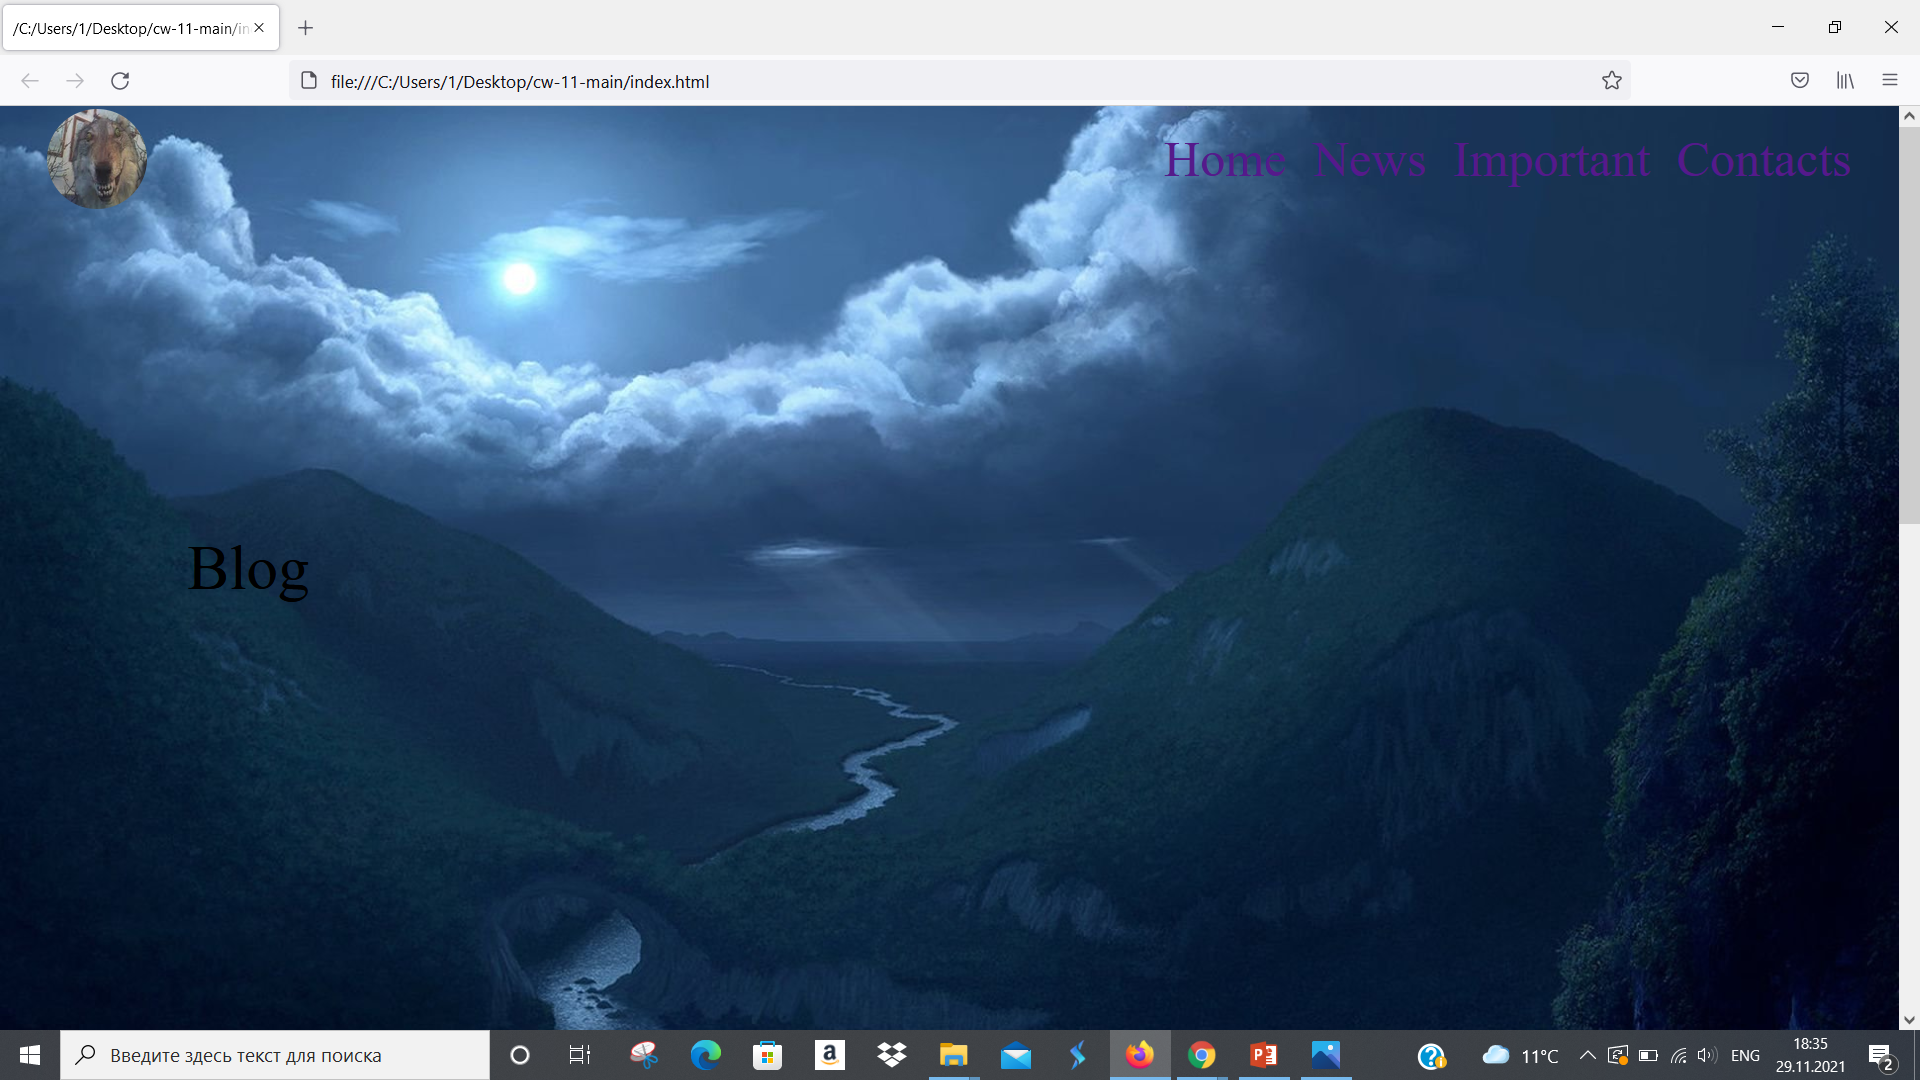 /C:/Users/1/Desktop/cw-11-main/in
file:///C:/Users/1/Desktop/cw-11-main/index.html
Home News Important Contacts
Blog
Введите здесь текст для поиска
11°C
ENG
18:35
29.11.2021
2